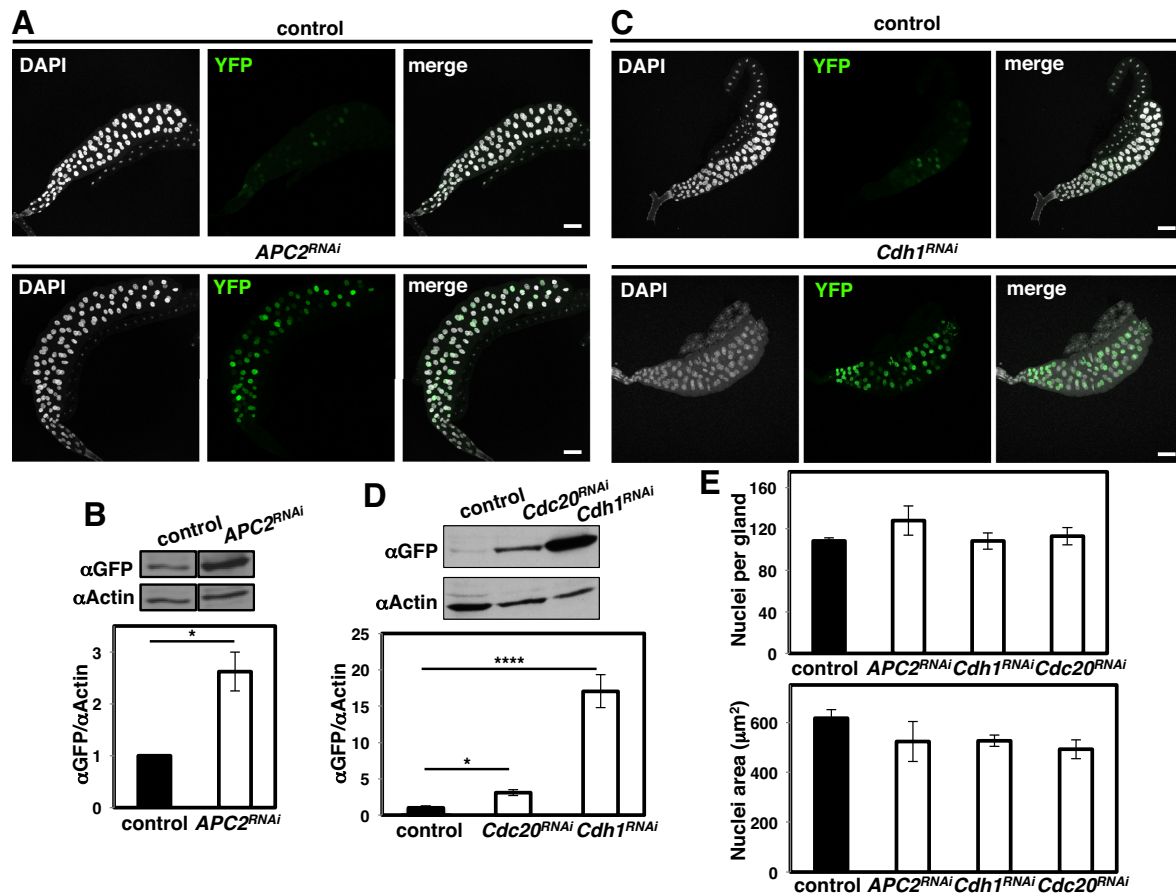 A
control
DAPI YFP merge
APC2RNAi
DAPI YFP merge
C
control
DAPI YFP merge
Cdh1RNAi
DAPI YFP merge
B
control APC2RNAi
αGFP
αActin
*
3
2
1
0
αGFP/αActin
control APC2RNAi
D
control Cdc20RNAi Cdh1RNAi
αGFP
αActin
25
20
15
10
5
0
****
*
αGFP/αActin
control Cdc20RNAi Cdh1RNAi
E
160
120
80
40
0
Nuclei per gland
control APC2RNAi Cdh1RNAi Cdc20RNAi
600
400
200
0
Nuclei area (μm2)
control APC2RNAi Cdh1RNAi Cdc20RNAi